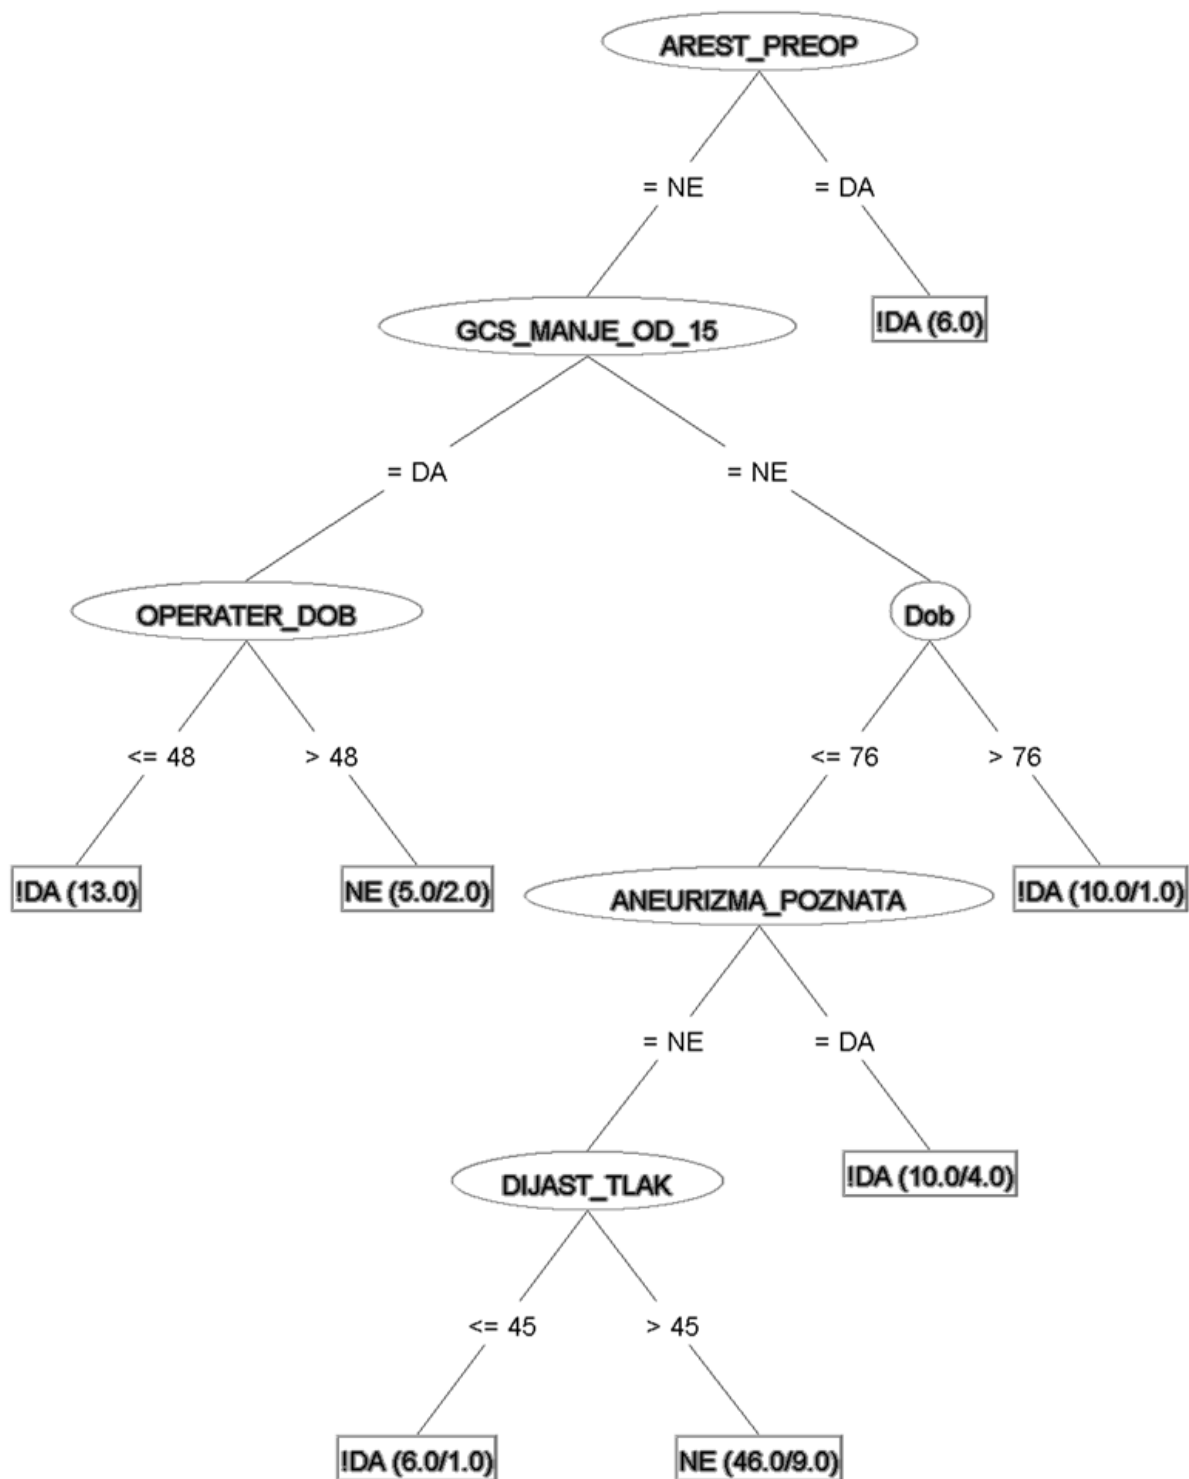 AREST_PREOP
= NE
= DA
GCS_MANJE_OD_15
!DA (6.0)
= DA
= NE
OPERATER_DOB
Dob
<= 48
> 48
<= 76
> 76
!DA (13.0)
NE (5.0/2.0)
ANEURIZMA_POZNATA
!DA (10.0/1.0)
= NE
= DA
DIJAST_TLAK
!DA (10.0/4.0)
<= 45
> 45
!DA (6.0/1.0)
NE (46.0/9.0)